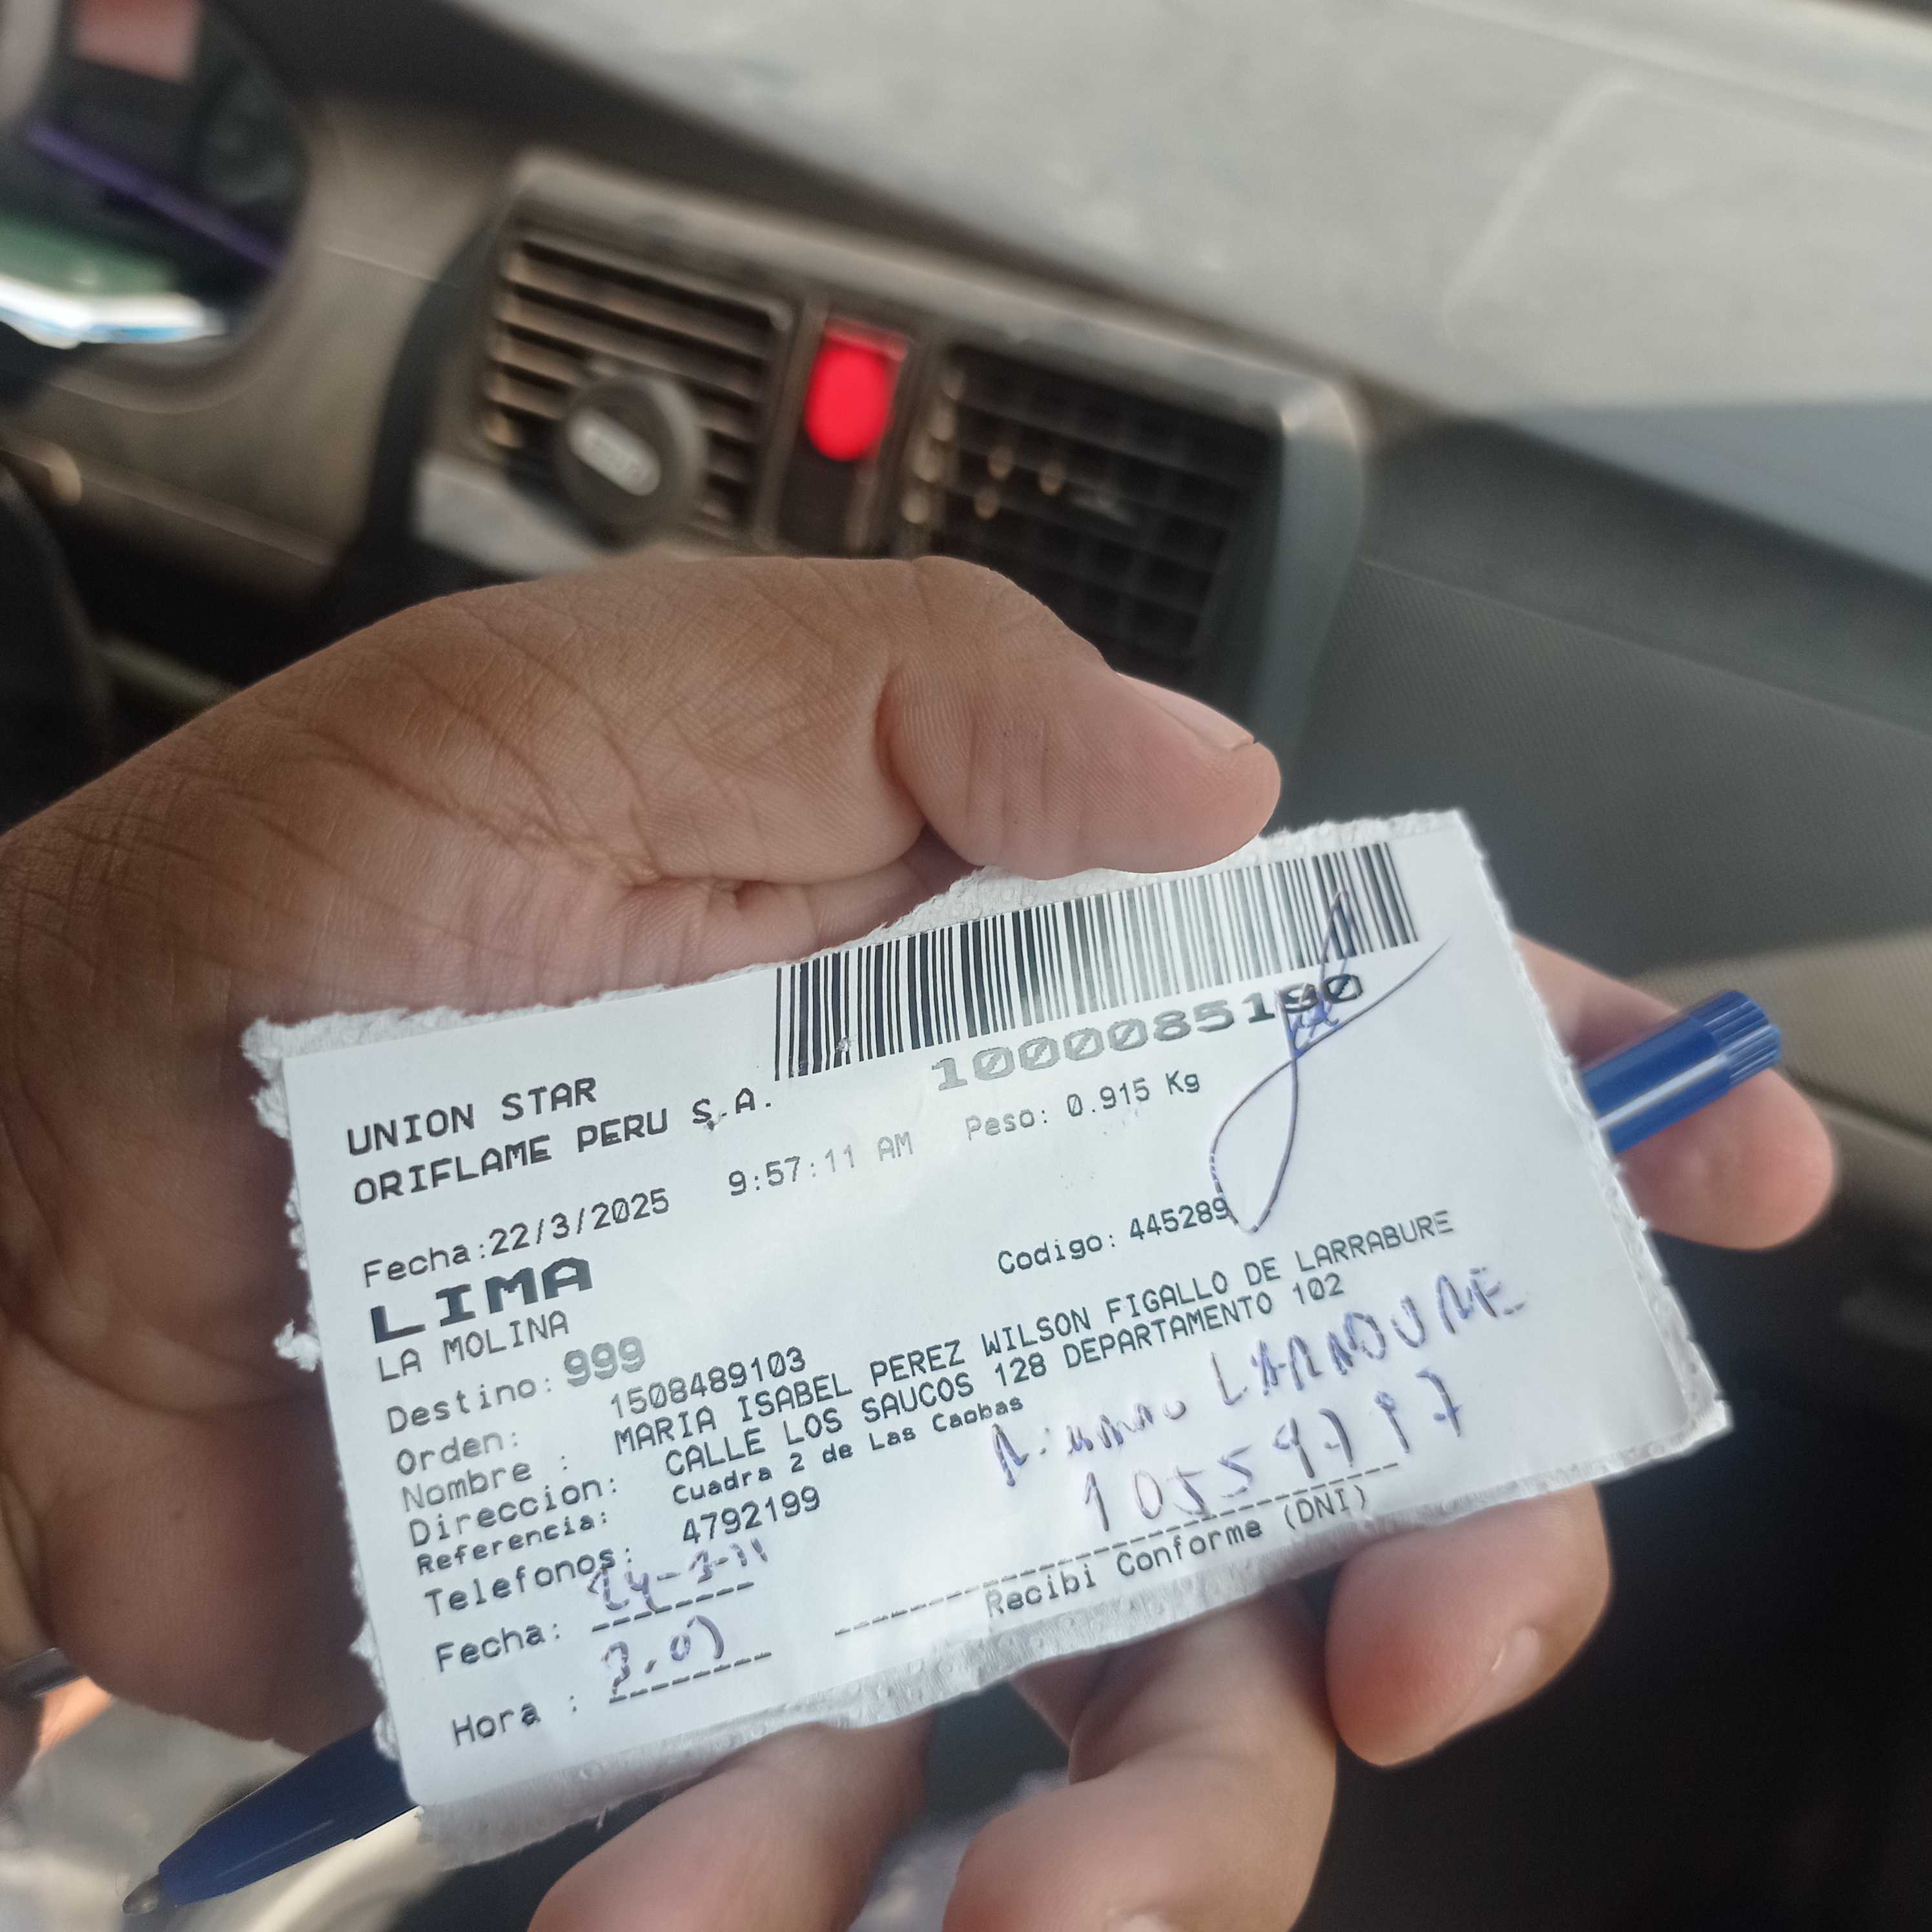 1000085190
UNION STAR
ORIFLAME PERU S.A.
Fecha:22/3/2025 9:57:11 AM Peso: 0.915 Kg
LIMA
LA MOLINA
Destino: 999 Codigo: 445289
Orden: 1508489103
Nombre : MARIA ISABEL PEREZ WILSON FIGALLO DE LARRABURE
Direccion: CALLE LOS SAUCOS 128 DEPARTAMENTO 102
Referencia: Cuadra 2 de Las Caobas
Telefonos: 4792199
Fecha:
Hora :
Recibi Conforme (DNI)